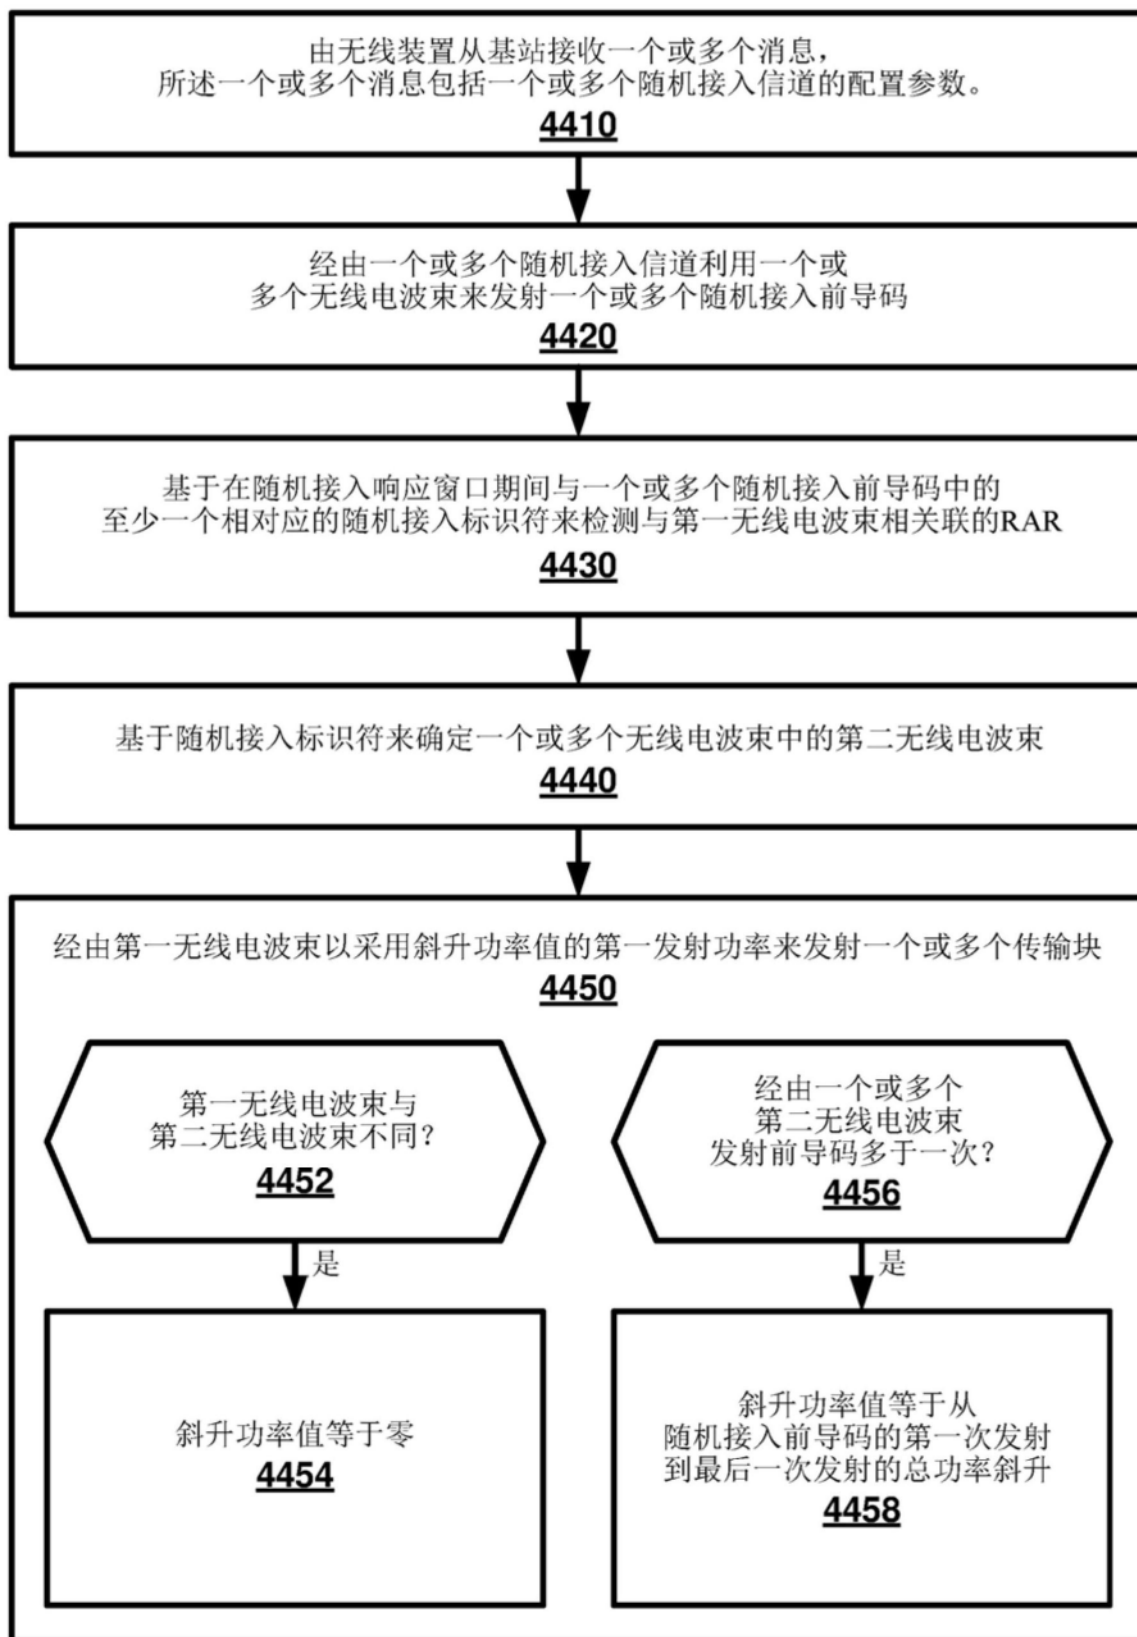 由无线装置从基站接收一个或多个消息，
所述一个或多个消息包括一个或多个随机接入信道的配置参数。
4410
经由一个或多个随机接入信道利用一个或
多个无线电波束来发射一个或多个随机接入前导码
4420
基于在随机接入响应窗口期间与一个或多个随机接入前导码中的
至少一个相对应的随机接入标识符来检测与第一无线电波束相关联的RAR
4430
基于随机接入标识符来确定一个或多个无线电波束中的第二无线电波束
4440
经由第一无线电波束以采用斜升功率值的第一发射功率来发射一个或多个传输块
4450
第一无线电波束与
第二无线电波束不同？
4452
是
斜升功率值等于零
4454
经由一个或多个
第二无线电波束
发射前导码多于一次？
4456
是
斜升功率值等于从
随机接入前导码的第一次发射
到最后一次发射的总功率斜升
4458